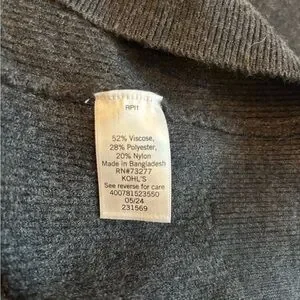 RPIT
52% Viscose,
28% Polyester,
20% Nylon
Made in Bangladesh
RN#73277
KOHL'S
See reverse for care
400781523550
05/24
231569